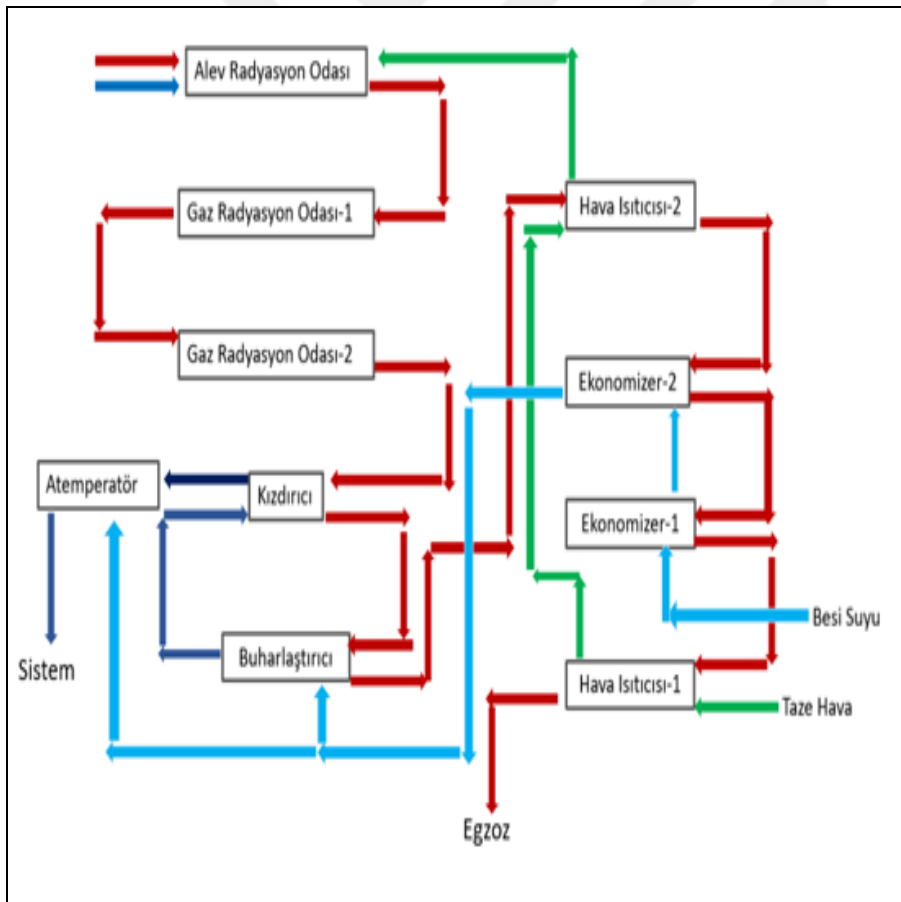 Alev Radyasyon Odası
Gaz Radyasyon Odası-1
Hava Isıtıcısı-2
Gaz Radyasyon Odası-2
Ekonomizer-2
Atemperatör
Kızdırıcı
Ekonomizer-1
Besi Suyu
Sistem
Buharlaştırıcı
Hava Isıtıcısı-1
Taze Hava
Egzoz